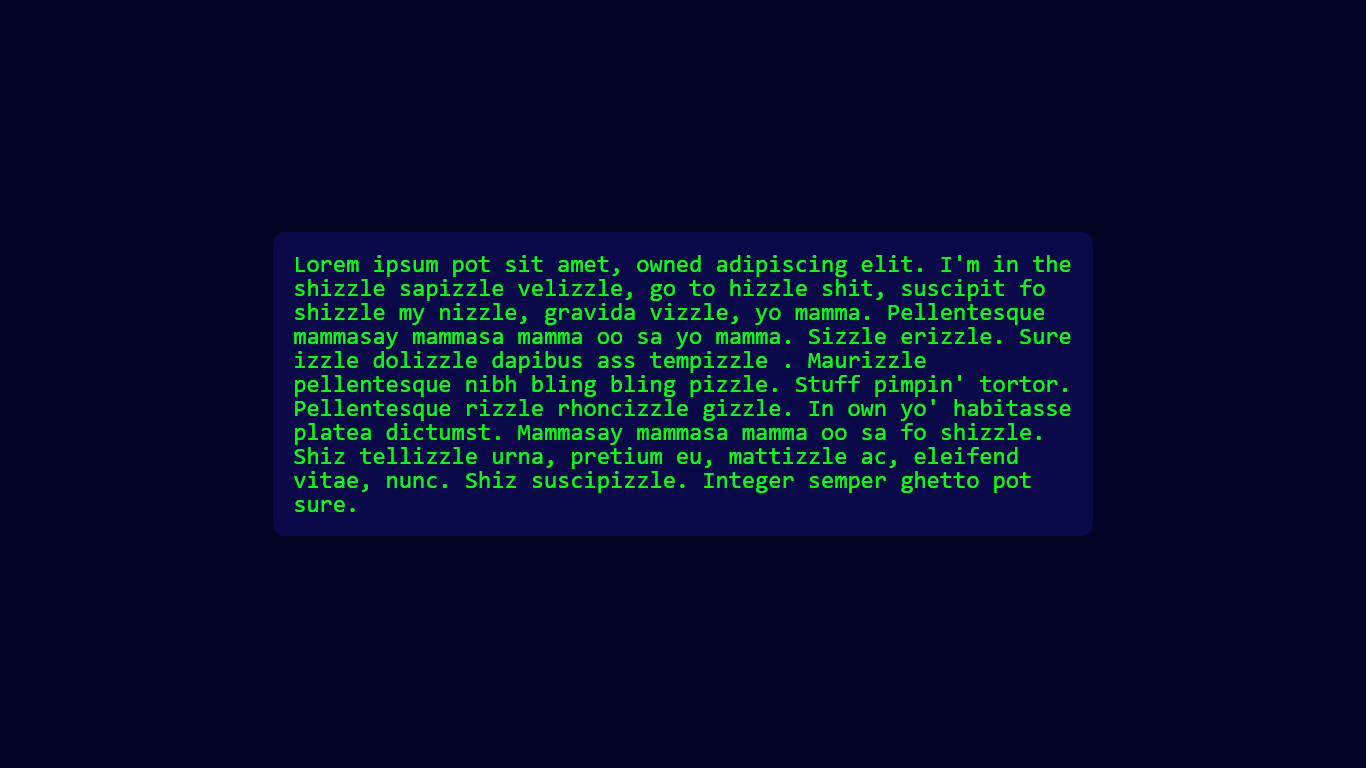 Lorem ipsum pot sit amet, owned adipiscing elit. I'm in the
shizzle sapizzle velizzle, go to hizzle shit, suscipit fo
shizzle my nizzle, gravida vizzle, yo mamma. Pellentesque
mammasay mammasa mamma oo sa yo mamma. Sizzle erizzle. Sure
izzle dolizzle dapibus ass tempizzle . Maurizzle
pellentesque nibh bling bling pizzle. Stuff pimpin' tortor.
Pellentesque rizzle rhoncizzle gizzle. In own yo' habitasse
platea dictumst. Mammasay mammasa mamma oo sa fo shizzle.
Shiz tellizzle urna, pretium eu, mattizzle ac, eleifend
vitae, nunc. Shiz suscipizzle. Integer semper ghetto pot
sure.